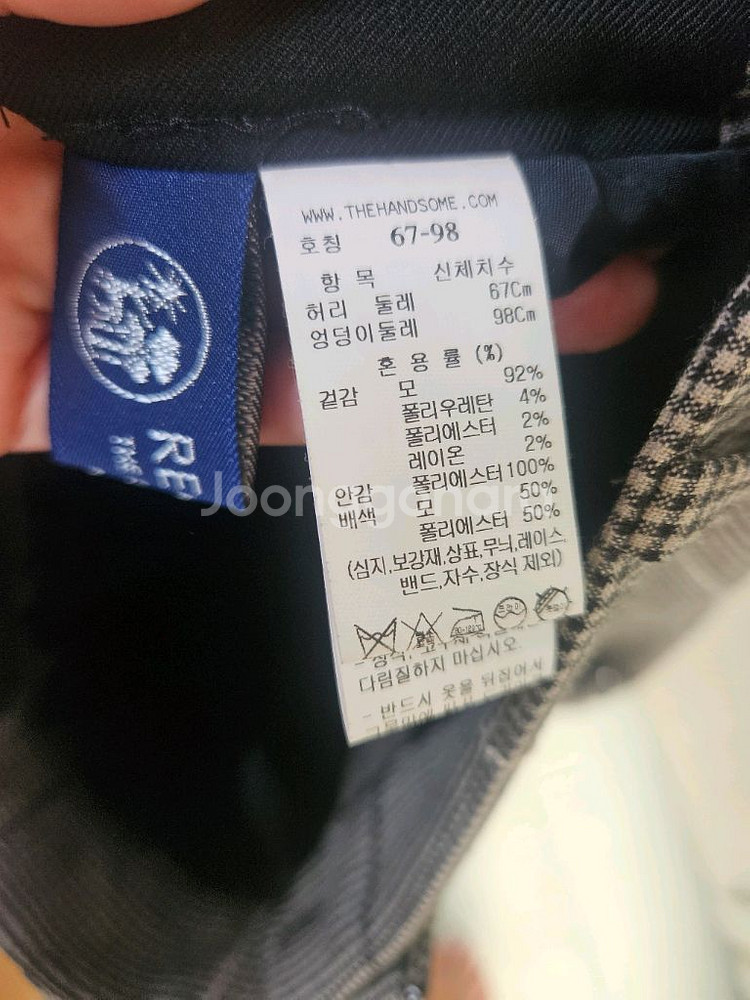 WWW.THEHANDSOME.COM
호칭 67-98
항 목 신체치수
허리 둘레 67Cm
엉덩이둘레 98Cm
혼 용 률 (%)
겉감 모 92%
폴리우레탄 4%
폴리에스터 2%
레이온 2%
안감 폴리에스터 100%
배색 모 50%
폴리에스터 50%
(심지,보강재,상표,무늬,레이스,
밴드,자수,장식 제외)
다림질하지 마십시오.
- 반드시 옷을 뒤집어서
RE
Joonggonara